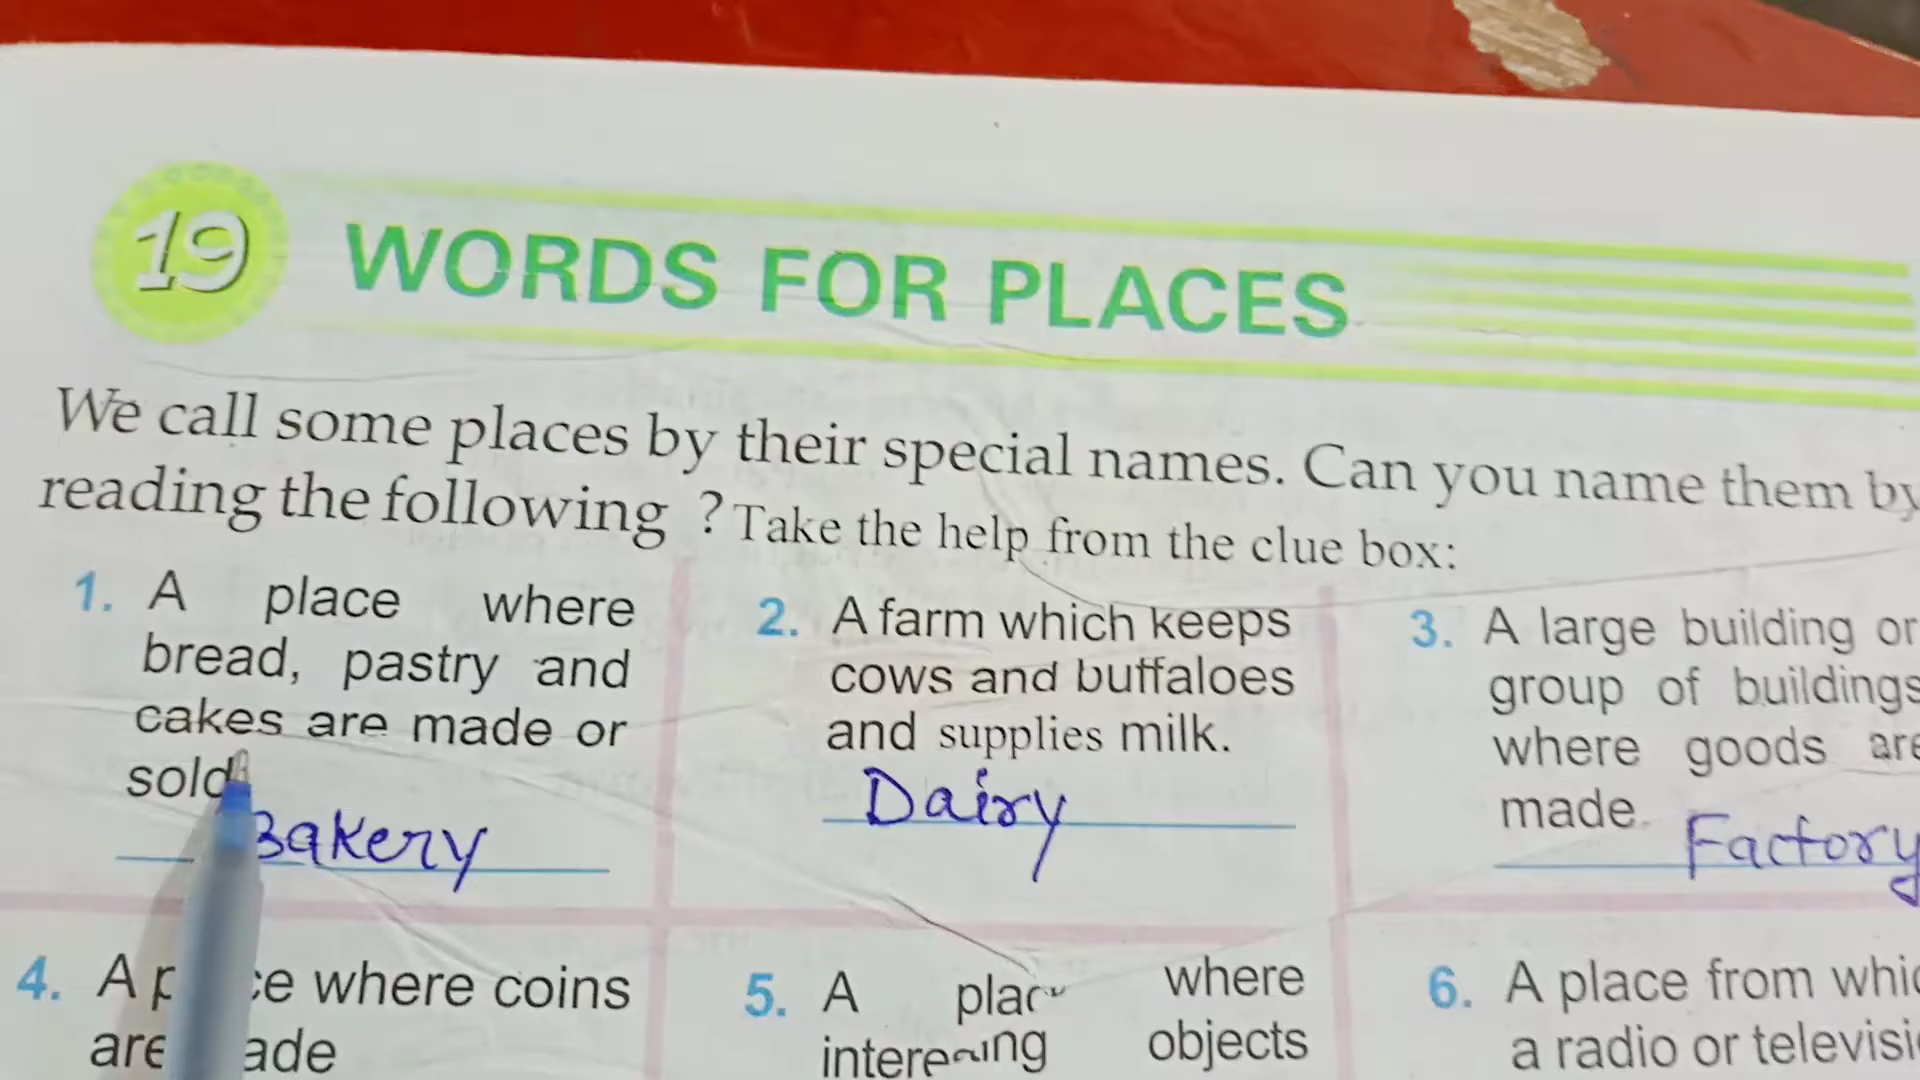 19 WORDS FOR PLACES
We call some places by their special names. Can you name them by
reading the following ? Take the help from the clue box:
1. A place where
bread, pastry and
cakes are made or
sold
Bakery
2. A farm which keeps
cows and buffaloes
and supplies milk.
Dairy
3. A large building or
group of buildings
where goods are
made.
Factory
4. A where coins
are
5. A where
objects
6. A place from
a radio or